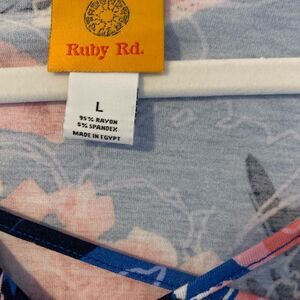 Ruby Rd.
L
95% RAYON
5% SPANDEX
MADE IN EGYPT